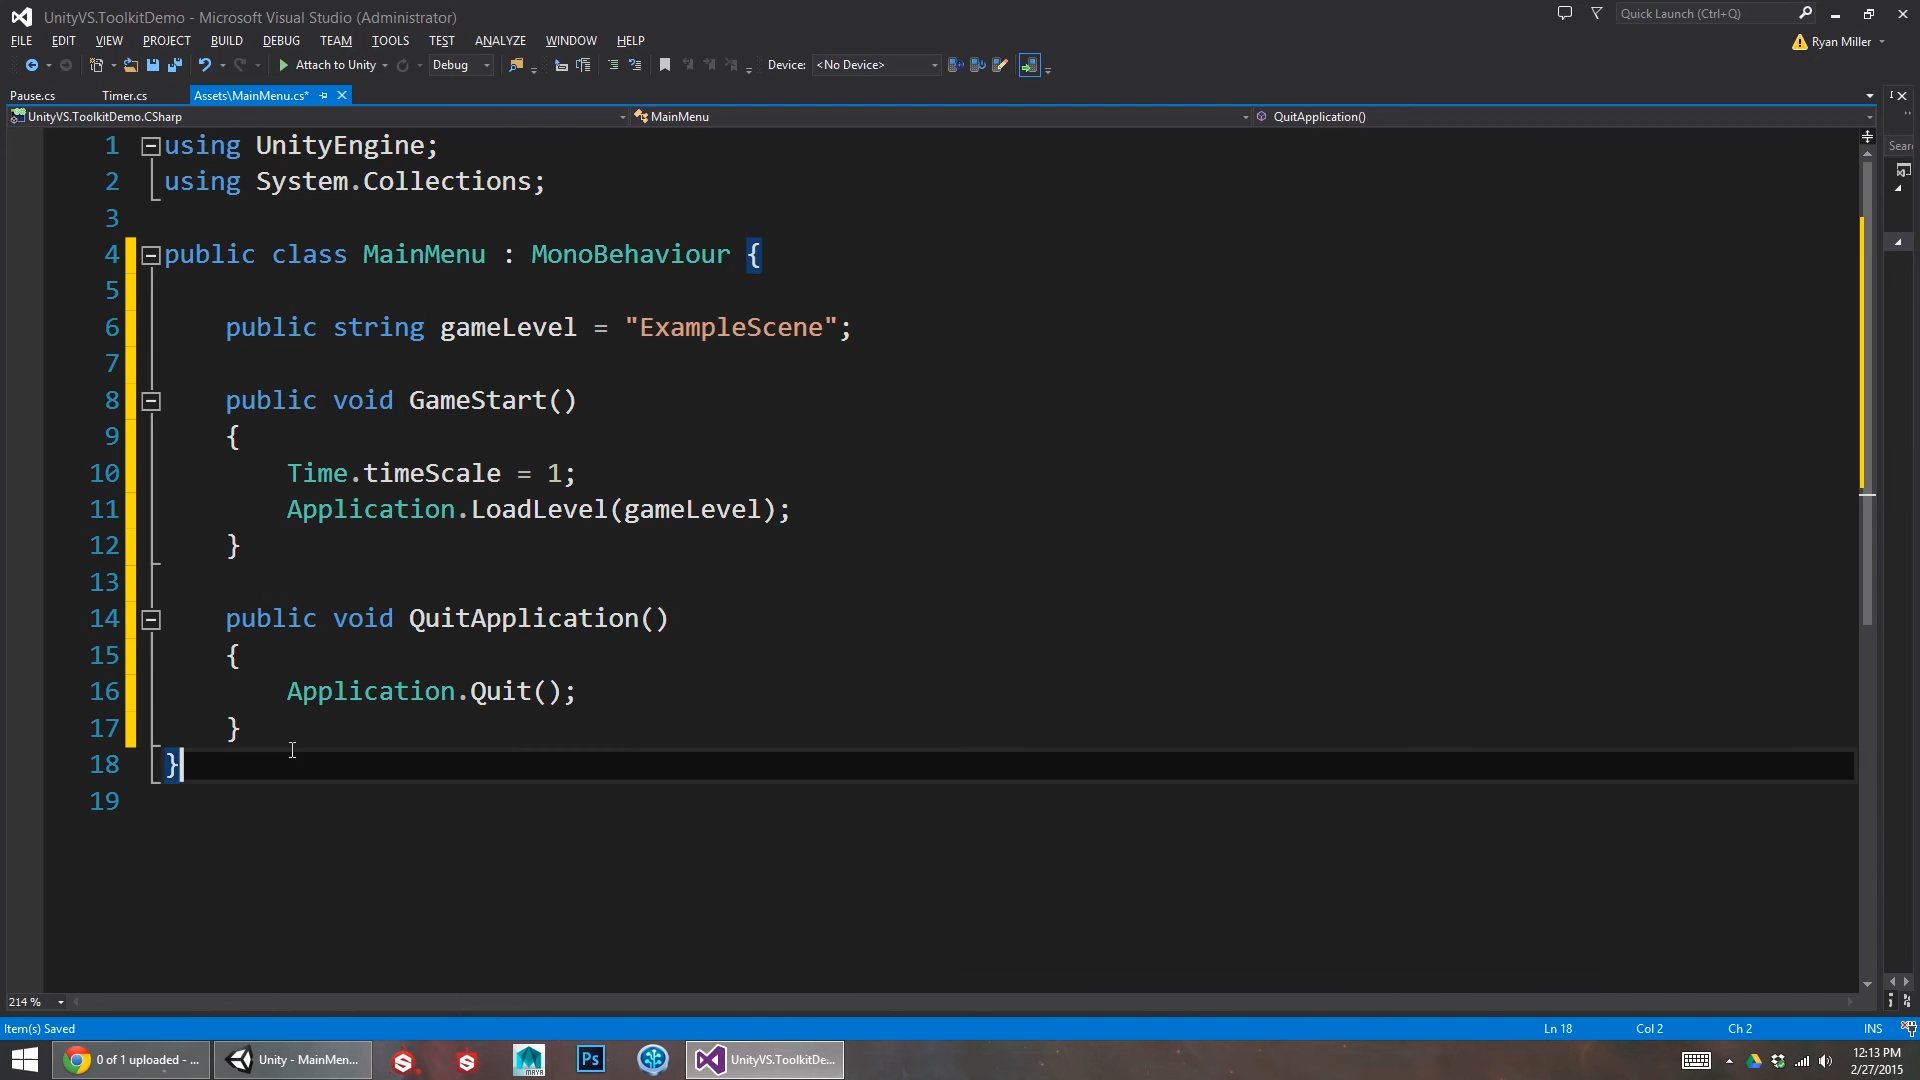 UnityVS.ToolkitDemo - Microsoft Visual Studio (Administrator)
Quick Launch (Ctrl+Q)
FILE EDIT VIEW PROJECT BUILD DEBUG TEAM TOOLS TEST ANALYZE WINDOW HELP
Ryan Miller
Attach to Unity
Debug
Device: <No Device>
Pause.cs
Timer.cs
Assets\MainMenu.cs*
UnityVS.ToolkitDemo.CSharp
MainMenu
QuitApplication()
Sear
1 using UnityEngine;
2 using System.Collections;
3
4 public class MainMenu : MonoBehaviour {
5
6 public string gameLevel = "ExampleScene";
7
8 public void GameStart()
9 {
10 Time.timeScale = 1;
11 Application.LoadLevel(gameLevel);
12 }
13
14 public void QuitApplication()
15 {
16 Application.Quit();
17 }
18 }
19
214 %
Item(s) Saved
Ln 18 Col 2 Ch 2 INS
0 of 1 uploaded - ...
Unity - MainMen...
MAYA
Ps
UnityVS.ToolkitDe...
12:13 PM
2/27/2015